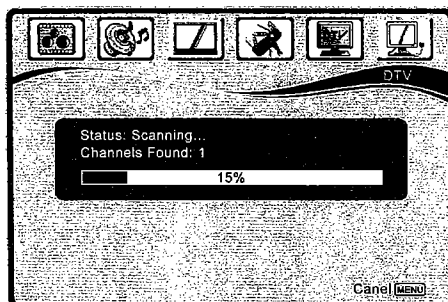 DTV
Status: Scanning...
Channels Found: 1
15%
Canel MENU